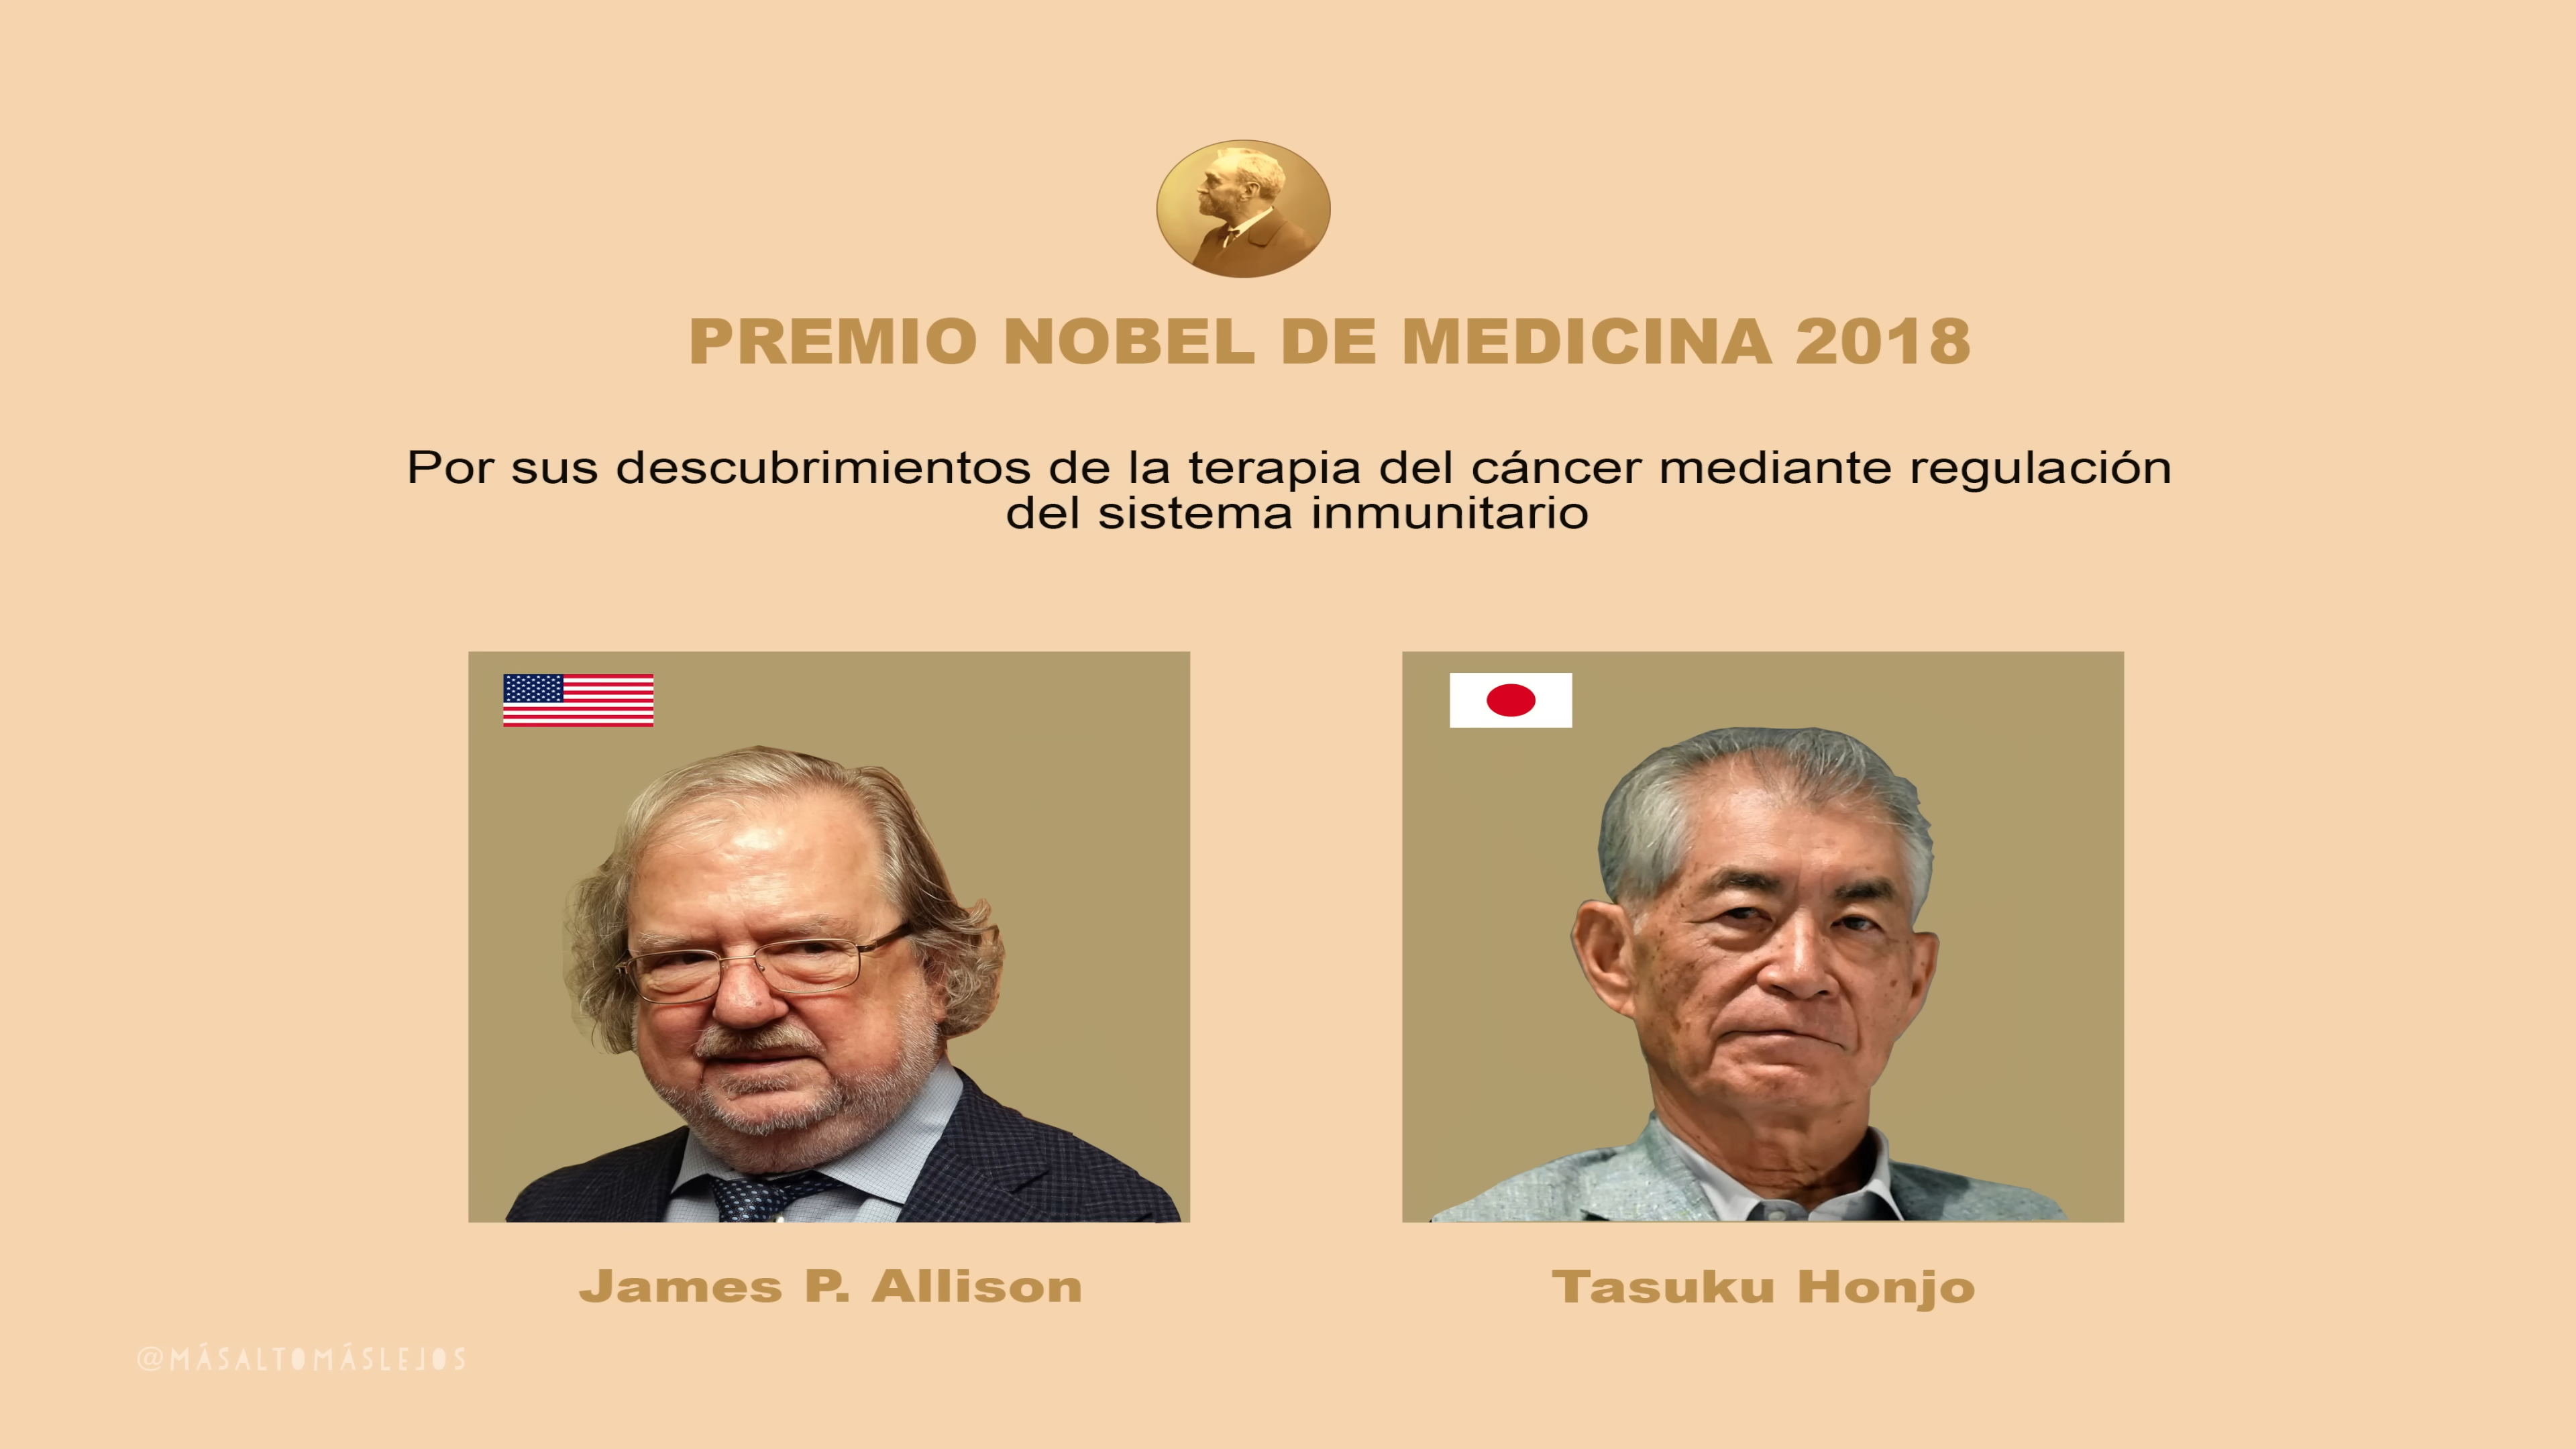 PREMIO NOBEL DE MEDICINA 2018
Por sus descubrimientos de la terapia del cáncer mediante regulación
del sistema inmunitario
James P. Allison
Tasuku Honjo
@MÁSALTOMÁSLEJOS